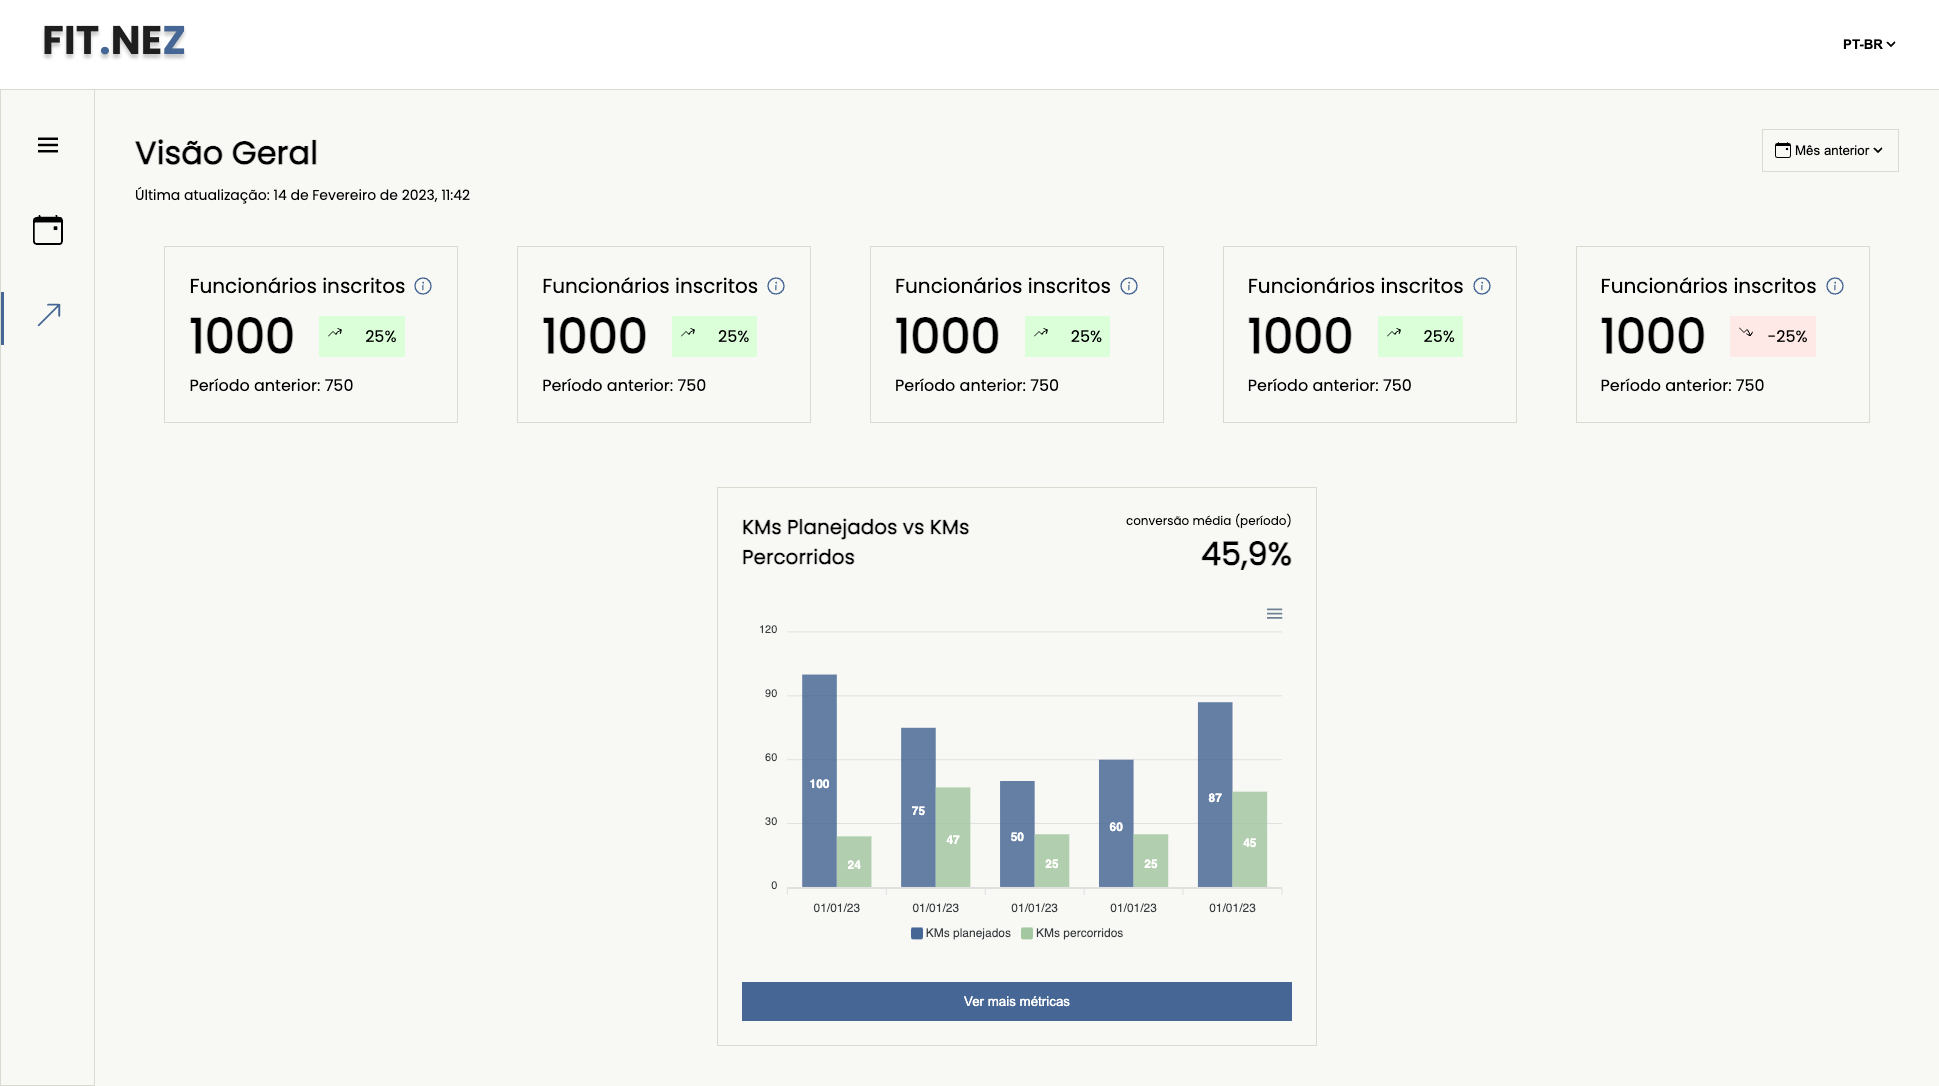 FIT.NEZ
PT-BR
Visão Geral
Mês anterior
Última atualização: 14 de Fevereiro de 2023, 11:42
Funcionários inscritos
1000 25%
Período anterior: 750
Funcionários inscritos
1000 25%
Período anterior: 750
Funcionários inscritos
1000 25%
Período anterior: 750
Funcionários inscritos
1000 25%
Período anterior: 750
Funcionários inscritos
1000 -25%
Período anterior: 750
KMs Planejados vs KMs
Percorridos
conversão média (período)
45,9%
120
90
60
30
0
100
24
75
47
50
25
60
25
87
45
01/01/23 01/01/23 01/01/23 01/01/23 01/01/23
KMs planejados KMs percorridos
Ver mais métricas